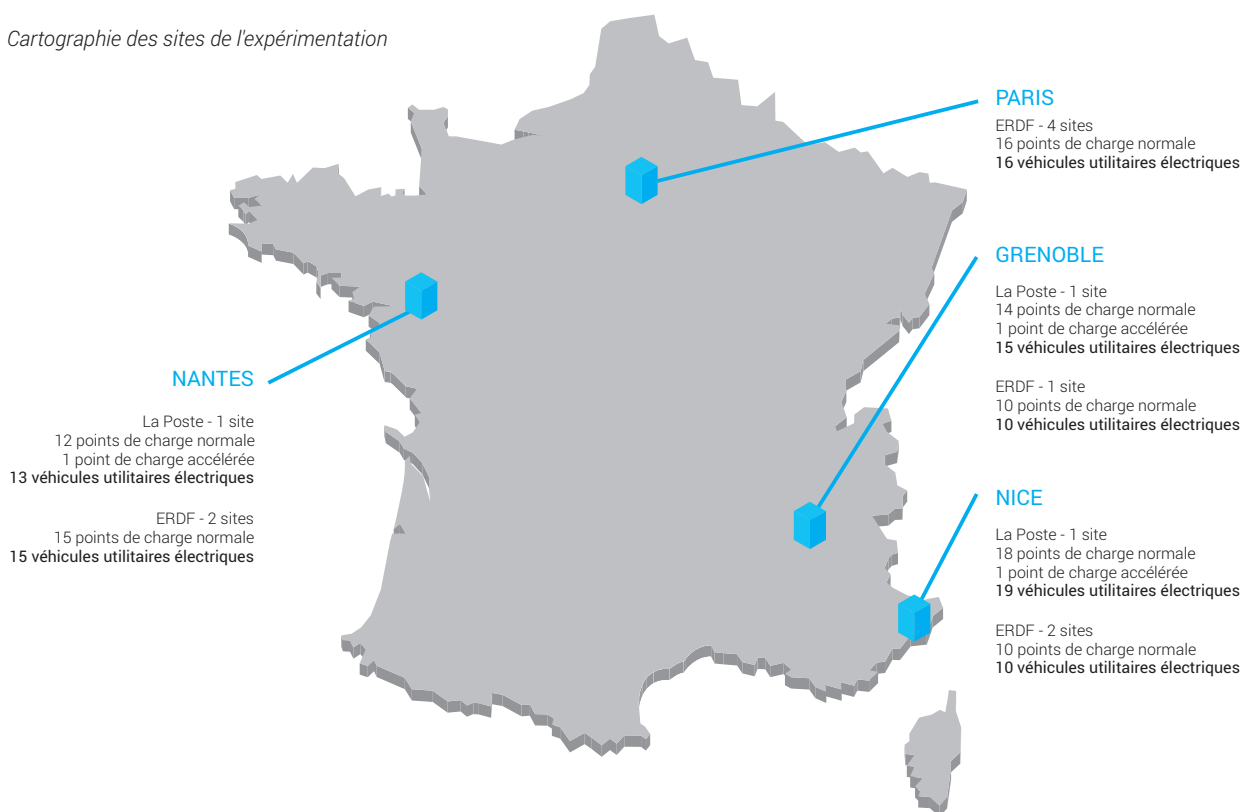 Cartographie des sites de l'expérimentation
PARIS
ERDF - 4 sites
16 points de charge normale
16 véhicules utilitaires électriques
GRENOBLE
La Poste - 1 site
14 points de charge normale
1 point de charge accélérée
15 véhicules utilitaires électriques
ERDF - 1 site
10 points de charge normale
10 véhicules utilitaires électriques
NANTES
La Poste - 1 site
12 points de charge normale
1 point de charge accélérée
13 véhicules utilitaires électriques
ERDF - 2 sites
15 points de charge normale
15 véhicules utilitaires électriques
NICE
La Poste - 1 site
18 points de charge normale
1 point de charge accélérée
19 véhicules utilitaires électriques
ERDF - 2 sites
10 points de charge normale
10 véhicules utilitaires électriques